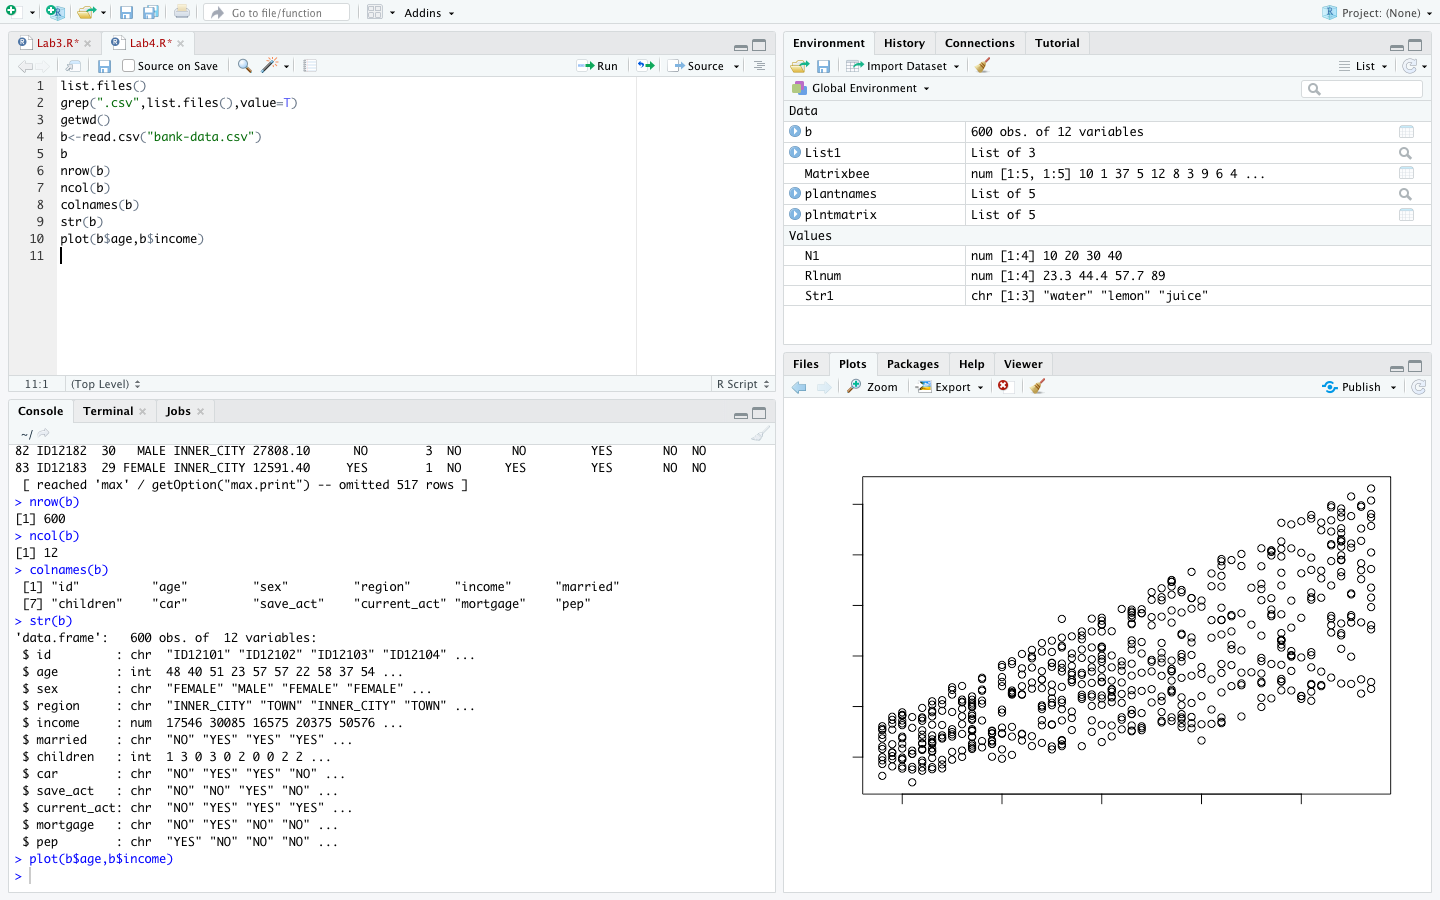 Go to file/function
Addins
Project: (None)
Lab3.R*
Lab4.R*
Source on Save
Run
Source
1 list.files()
2 grep(".csv",list.files(),value=T)
3 getwd()
4 b<-read.csv("bank-data.csv")
5 b
6 nrow(b)
7 ncol(b)
8 colnames(b)
9 str(b)
10 plot(b$age,b$income)
11
11:1 (Top Level) R Script
Console Terminal Jobs
~/
82 ID12182 30 MALE INNER_CITY 27808.10 NO 3 NO NO YES NO NO
83 ID12183 29 FEMALE INNER_CITY 12591.40 YES 1 NO YES YES NO NO
[ reached 'max' / getOption("max.print") -- omitted 517 rows ]
> nrow(b)
[1] 600
> ncol(b)
[1] 12
> colnames(b)
[1] "id" "age" "sex" "region" "income" "married"
[7] "children" "car" "save_act" "current_act" "mortgage" "pep"
> str(b)
'data.frame': 600 obs. of 12 variables:
$ id : chr "ID12101" "ID12102" "ID12103" "ID12104" ...
$ age : int 48 40 51 23 57 57 22 58 37 54 ...
$ sex : chr "FEMALE" "MALE" "FEMALE" "FEMALE" ...
$ region : chr "INNER_CITY" "TOWN" "INNER_CITY" "TOWN" ...
$ income : num 17546 30085 16575 20375 50576 ...
$ married : chr "NO" "YES" "YES" "YES" ...
$ children : int 1 3 0 3 0 2 0 0 2 2 ...
$ car : chr "NO" "YES" "YES" "NO" ...
$ save_act : chr "NO" "NO" "YES" "NO" ...
$ current_act: chr "NO" "YES" "YES" "YES" ...
$ mortgage : chr "NO" "YES" "NO" "NO" ...
$ pep : chr "YES" "NO" "NO" "NO" ...
> plot(b$age,b$income)
>
Environment History Connections Tutorial
Import Dataset
List
Global Environment
Data
b 600 obs. of 12 variables
List1 List of 3
Matrixbee num [1:5, 1:5] 10 1 37 5 12 8 3 9 6 4 ...
plantnames List of 5
plntmatrix List of 5
Values
N1 num [1:4] 10 20 30 40
Rlnum num [1:4] 23.3 44.4 57.7 89
Str1 chr [1:3] "water" "lemon" "juice"
Files Plots Packages Help Viewer
Zoom Export Publish